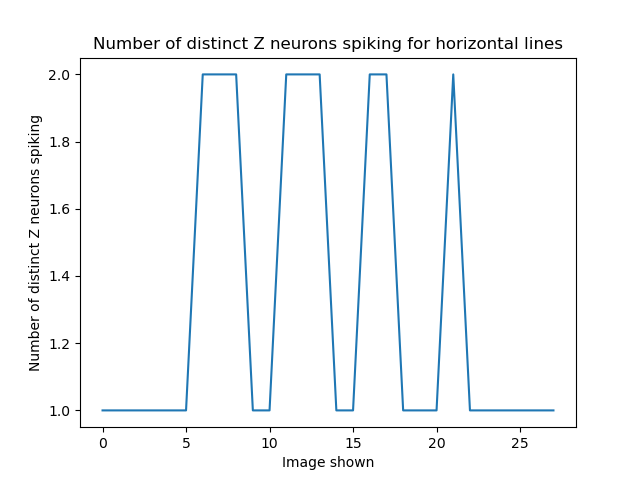 Number of distinct Z neurons spiking for horizontal lines
Number of distinct Z neurons spiking
2.0
1.8
1.6
1.4
1.2
1.0
0 5 10 15 20 25
Image shown